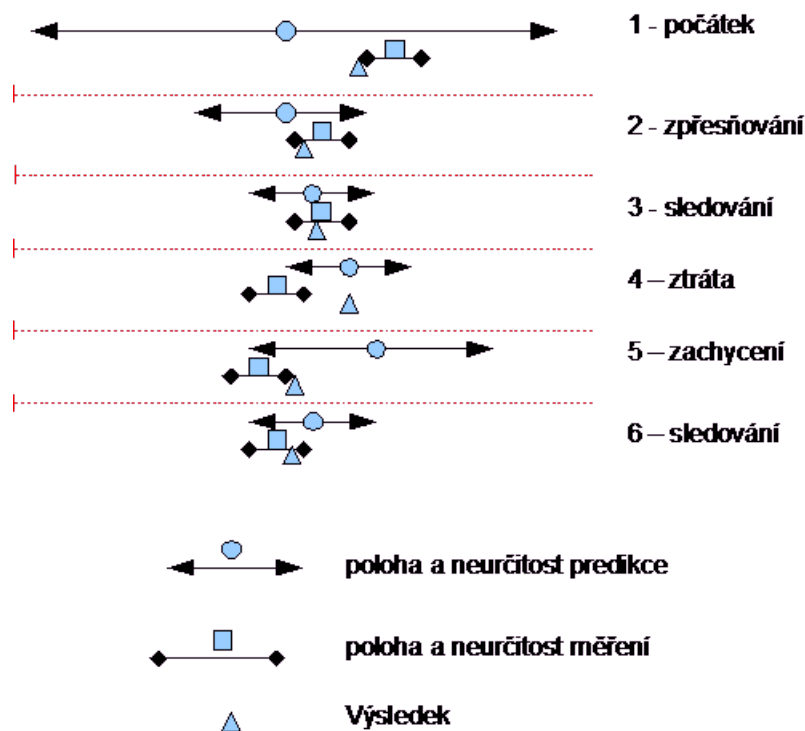 1 - počátek
2 - zpřesňování
3 - sledování
4 – ztráta
5 – zachycení
6 – sledování
poloha a neurčitost predikce
poloha a neurčitost měření
Výsledek